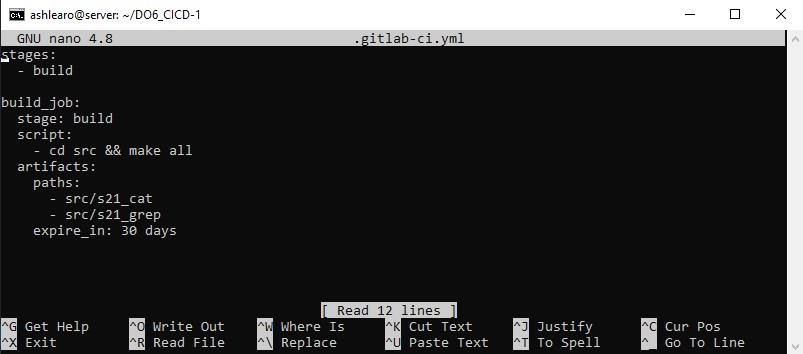 ashlearo@server: ~/DO6_CICD-1
GNU nano 4.8 .gitlab-ci.yml
stages:
  - build

build_job:
  stage: build
  script:
    - cd src && make all
  artifacts:
    paths:
      - src/s21_cat
      - src/s21_grep
    expire_in: 30 days

[ Read 12 lines ]
^G Get Help ^O Write Out ^W Where Is ^K Cut Text ^J Justify ^C Cur Pos
^X Exit ^R Read File ^\ Replace ^U Paste Text ^T To Spell ^_ Go To Line